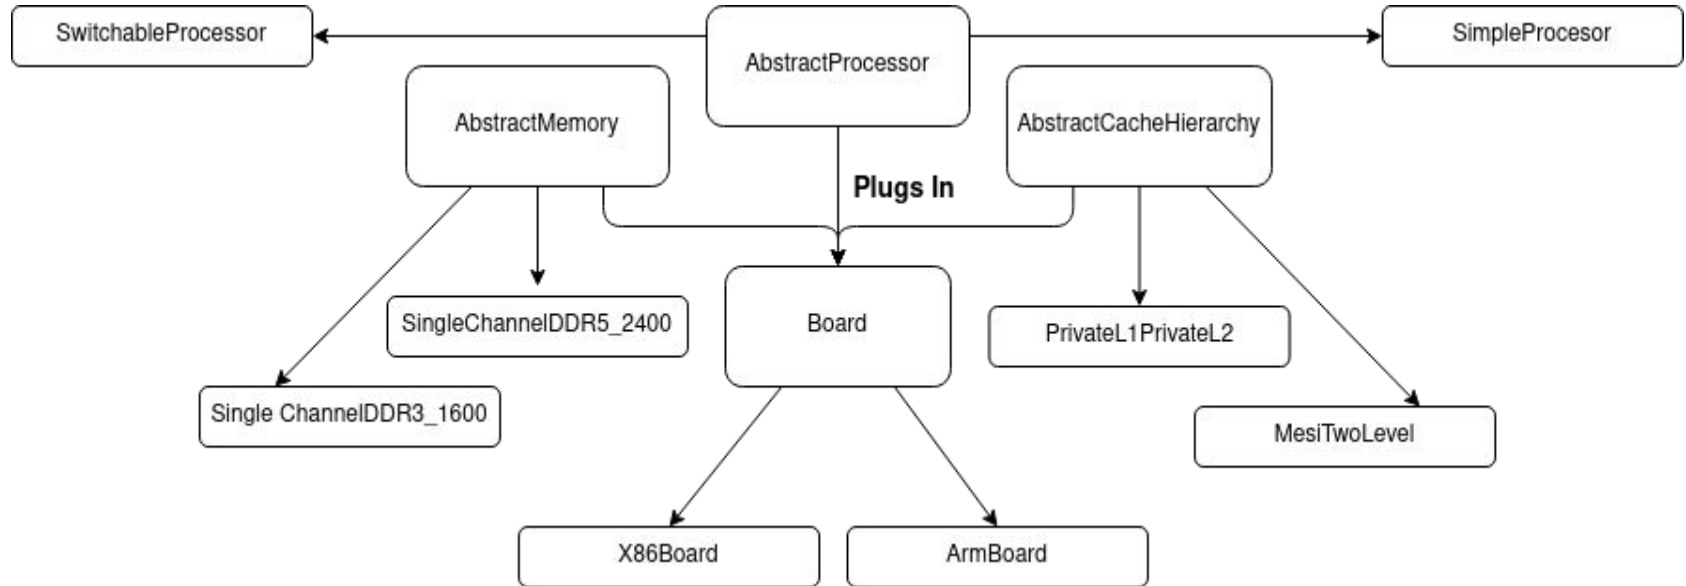 SwitchableProcessor
AbstractProcessor
SimpleProcesor
AbstractMemory
AbstractCacheHierarchy
Plugs In
SingleChannelDDR5_2400
Board
PrivateL1PrivateL2
Single ChannelDDR3_1600
MesiTwoLevel
X86Board
ArmBoard